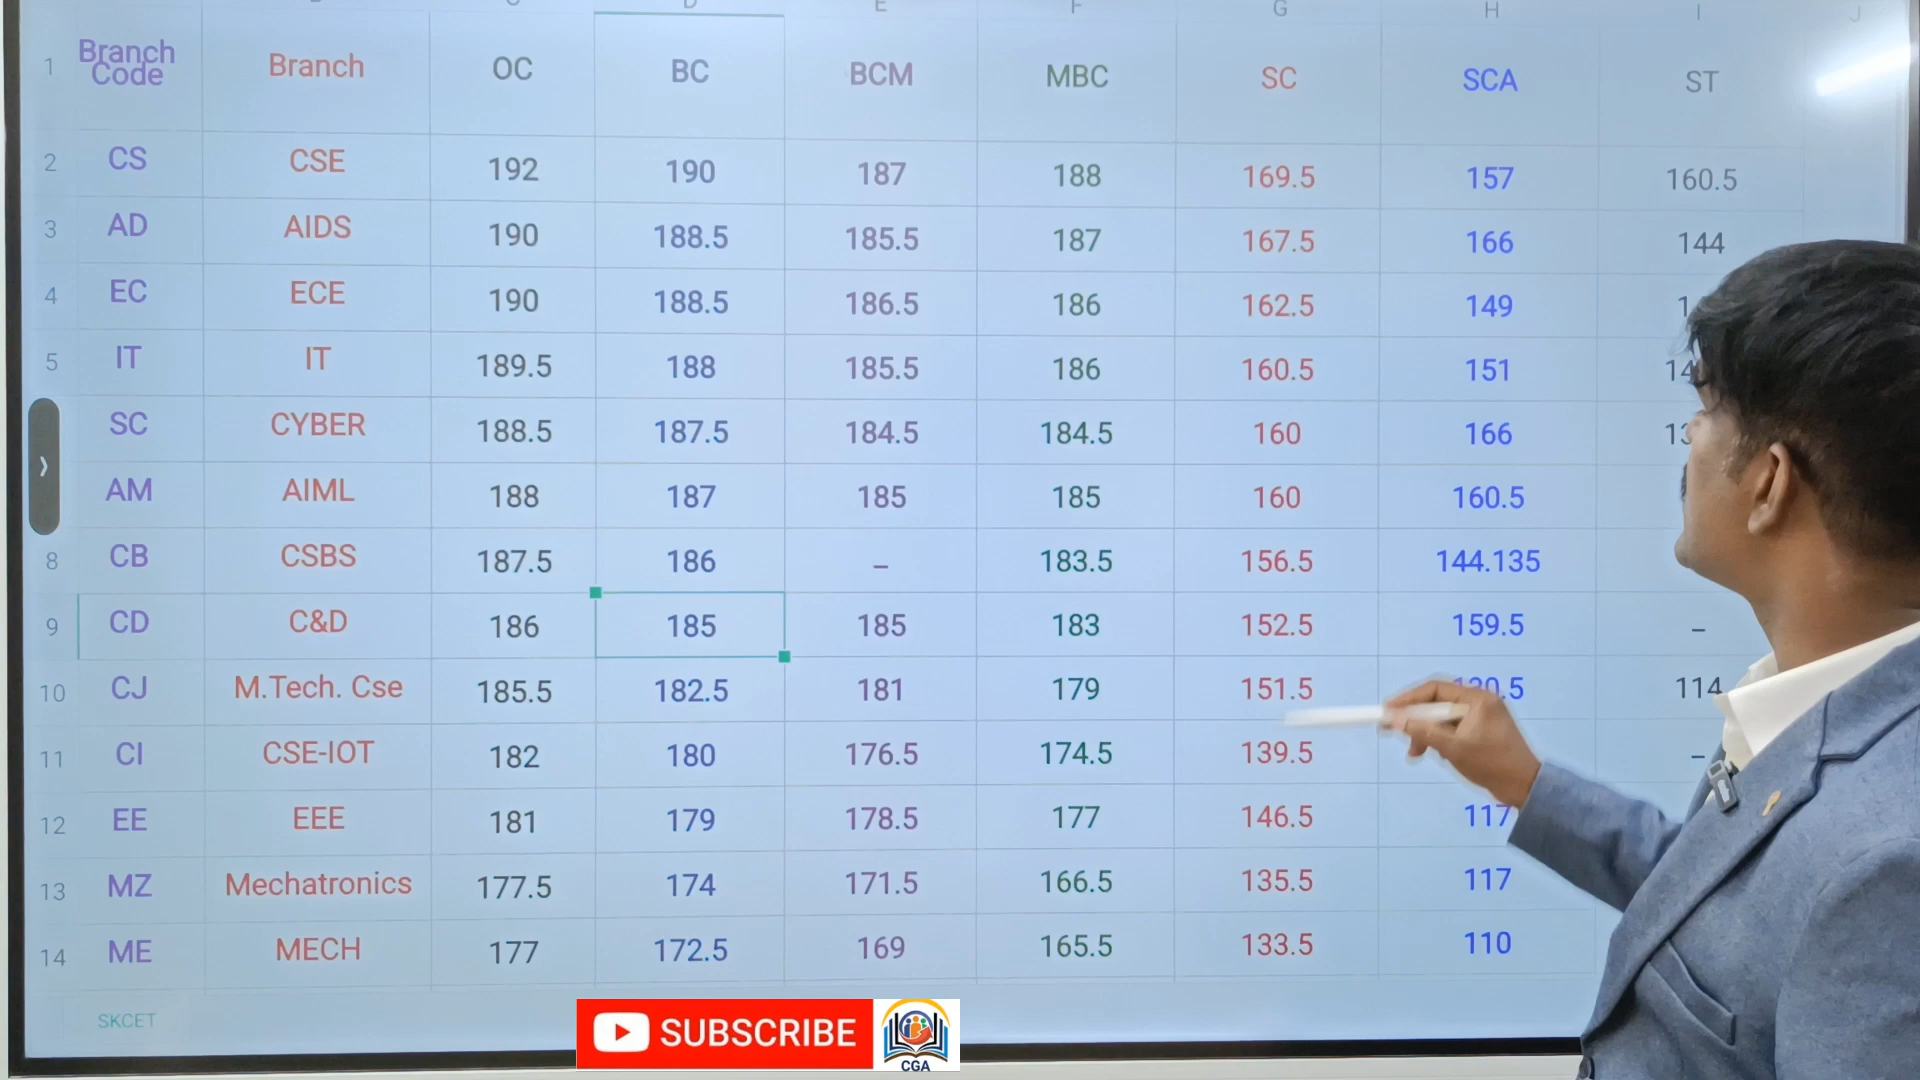 C D E F G H I J
1 Branch Code Branch OC BC BCM MBC SC SCA ST
2 CS CSE 192 190 187 188 169.5 157 160.5
3 AD AIDS 190 188.5 185.5 187 167.5 166 144
4 EC ECE 190 188.5 186.5 186 162.5 149
5 IT IT 189.5 188 185.5 186 160.5 151
SC CYBER 188.5 187.5 184.5 184.5 160 166
AM AIML 188 187 185 185 160 160.5
8 CB CSBS 187.5 186 – 183.5 156.5 144.135
9 CD C&D 186 185 185 183 152.5 159.5 –
10 CJ M.Tech. Cse 185.5 182.5 181 179 151.5 114
11 CI CSE-IOT 182 180 176.5 174.5 139.5 –
12 EE EEE 181 179 178.5 177 146.5 117
13 MZ Mechatronics 177.5 174 171.5 166.5 135.5 117
14 ME MECH 177 172.5 169 165.5 133.5 110
SKCET
SUBSCRIBE
CGA